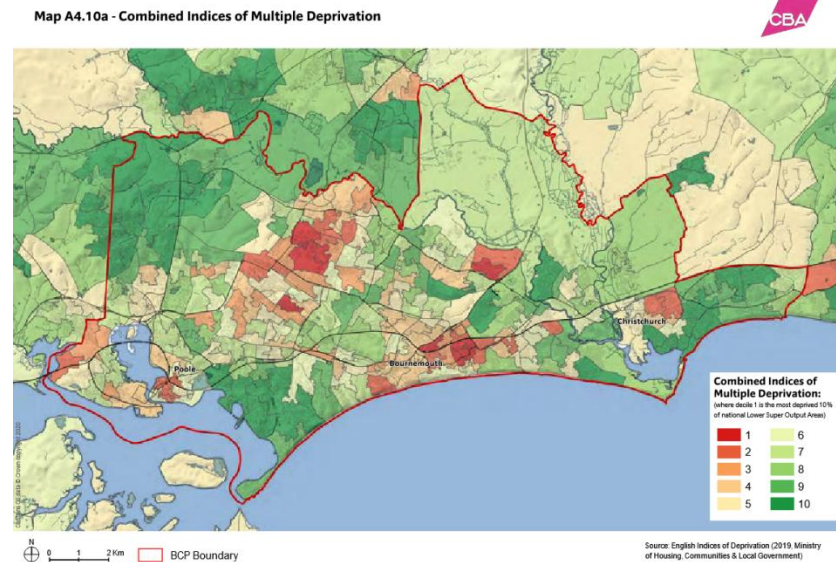 Map A4.10a - Combined Indices of Multiple Deprivation
CBA
Poole
Bournemouth
Christchurch
Combined Indices of
Multiple Deprivation:
(where decile 1 is the most deprived 10%
of national Lower Super Output Areas)
1 6
2 7
3 8
4 9
5 10
N
0 1 2 Km
BCP Boundary
Source: English Indices of Deprivation (2019, Ministry
of Housing, Communities & Local Government)